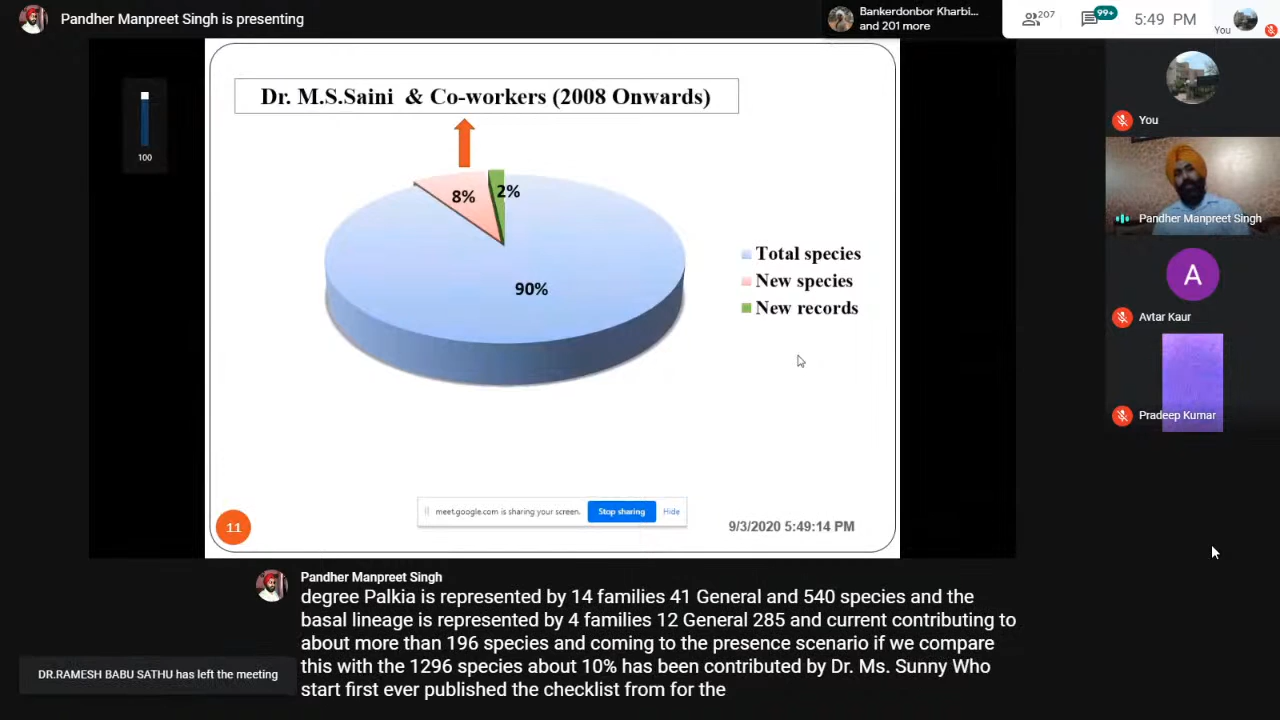 Pandher Manpreet Singh is presenting
Bankerdonbor Kharbi...
and 201 more
207
99+
5:49 PM
You
Dr. M.S.Saini & Co-workers (2008 Onwards)
100
8%
2%
90%
Total species
New species
New records
You
Pandher Manpreet Singh
A
Avtar Kaur
Pradeep Kumar
meet.google.com is sharing your screen.
Stop sharing
Hide
11
9/3/2020 5:49:14 PM
Pandher Manpreet Singh
degree Palkia is represented by 14 families 41 General and 540 species and the
basal lineage is represented by 4 families 12 General 285 and current contributing to
about more than 196 species and coming to the presence scenario if we compare
this with the 1296 species about 10% has been contributed by Dr. Ms. Sunny Who
start first ever published the checklist from for the
DR.RAMESH BABU SATHU has left the meeting